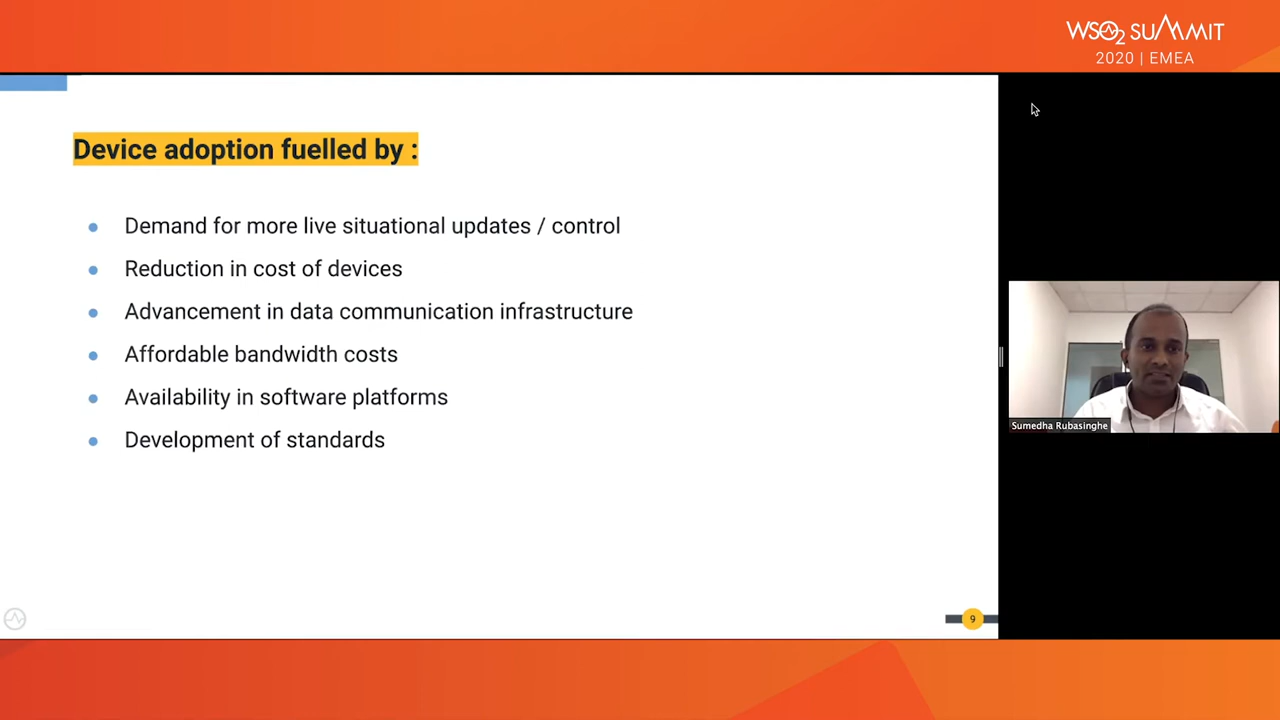 WSO2 SUMMIT
2020 | EMEA
Device adoption fuelled by :
Demand for more live situational updates / control
Reduction in cost of devices
Advancement in data communication infrastructure
Affordable bandwidth costs
Availability in software platforms
Development of standards
Sumedha Rubasinghe
9